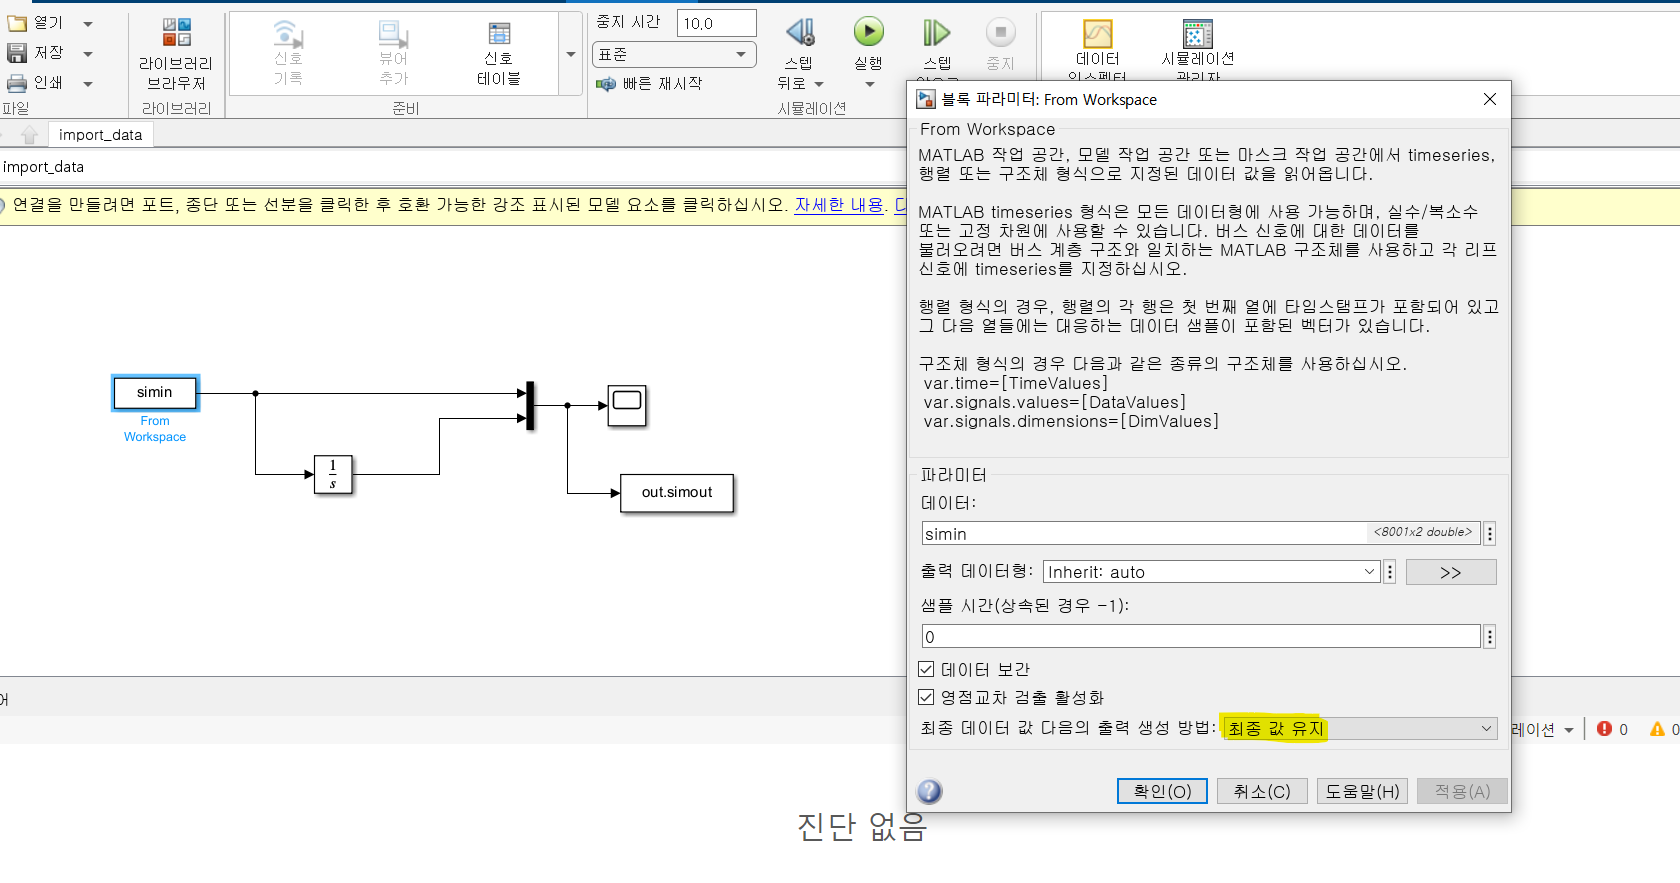 열기
저장
인쇄
파일
라이브러리
브라우저
라이브러리
신호
기록
뷰어
추가
신호
테이블
준비
중지 시간 10.0
표준
빠른 재시작
스텝
뒤로
실행
스텝
중지
시뮬레이션
데이터
시뮬레이션
관리자
import_data
import_data
연결을 만들려면 포트, 종단 또는 선분을 클릭한 후 호환 가능한 강조 표시된 모델 요소를 클릭하십시오. 자세한 내용.
simin
From
Workspace
1
s
out.simout
블록 파라미터: From Workspace
From Workspace
MATLAB 작업 공간, 모델 작업 공간 또는 마스크 작업 공간에서 timeseries,
행렬 또는 구조체 형식으로 지정된 데이터 값을 읽어옵니다.
MATLAB timeseries 형식은 모든 데이터형에 사용 가능하며, 실수/복소수
또는 고정 차원에 사용할 수 있습니다. 버스 신호에 대한 데이터를
불러오려면 버스 계층 구조와 일치하는 MATLAB 구조체를 사용하고 각 리프
신호에 timeseries를 지정하십시오.
행렬 형식의 경우, 행렬의 각 행은 첫 번째 열에 타임스탬프가 포함되어 있고
그 다음 열들에는 대응하는 데이터 샘플이 포함된 벡터가 있습니다.
구조체 형식의 경우 다음과 같은 종류의 구조체를 사용하십시오.
var.time=[TimeValues]
var.signals.values=[DataValues]
var.signals.dimensions=[DimValues]
파라미터
데이터:
simin <8001x2 double>
출력 데이터형: Inherit: auto >>
샘플 시간(상속된 경우 -1):
0
데이터 보간
영점교차 검출 활성화
최종 데이터 값 다음의 출력 생성 방법: 최종 값 유지
확인(O) 취소(C) 도움말(H) 적용(A)
어
레이션 0 0
진단 없음